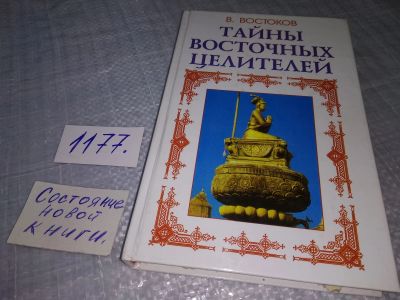 В. ВОСТОКОВ
ТАЙНЫ
ВОСТОЧНЫХ
ЦЕЛИТЕЛЕЙ
1177.
Состояние
новой
книги.